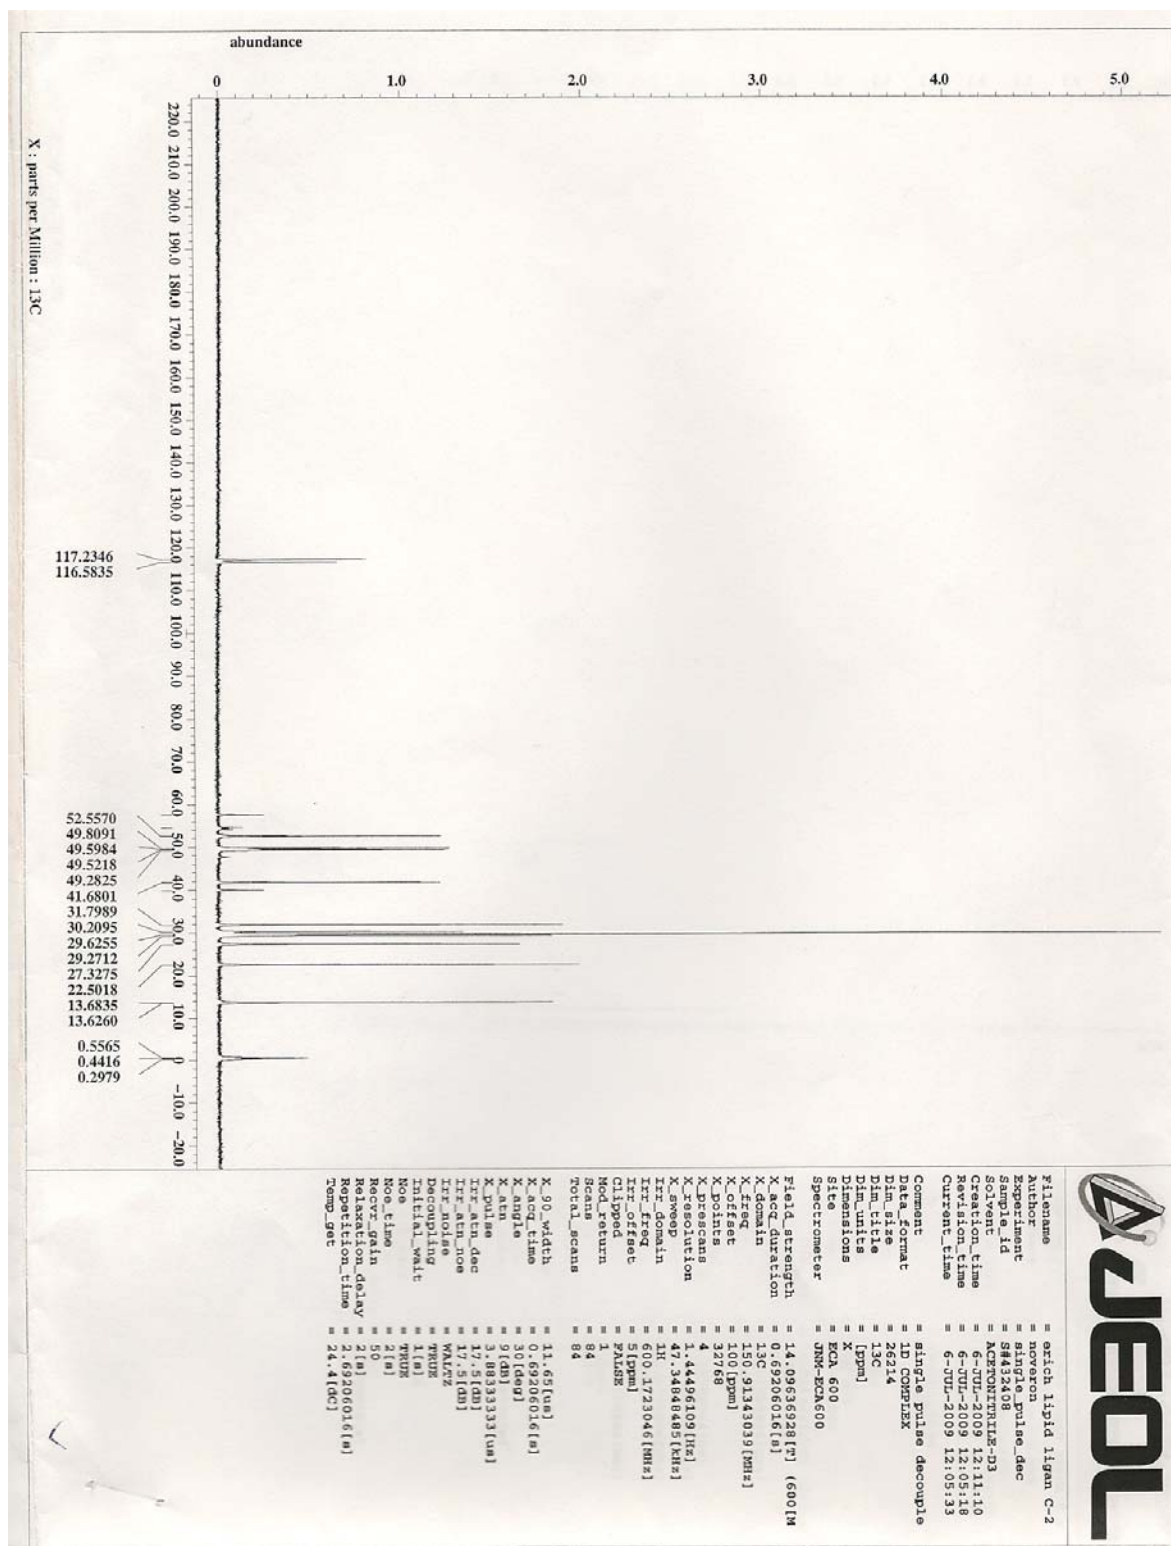 abundance
0 1.0 2.0 3.0 4.0 5.0
220.0 210.0 200.0 190.0 180.0 170.0 160.0 150.0 140.0 130.0 120.0 110.0 100.0 90.0 80.0 70.0 60.0 50.0 40.0 30.0 20.0 10.0 0 -10.0 -20.0
X : parts per Million : 13C
117.2346
116.5835
52.5570
49.8091
49.5984
49.5218
49.2825
41.6801
31.7989
30.2095
29.6255
29.2712
27.3275
22.5018
13.6835
13.6260
0.5565
0.4416
0.2979
JEOL
Filename = erich lipid ligan C-2
Author = noveron
Experiment = single_pulse_dec
Sample_id = S#432408
Solvent = ACETONITRILE-D3
Creation_time = 6-JUL-2009 12:11:10
Revision_time = 6-JUL-2009 12:05:18
Current_time = 6-JUL-2009 12:05:33
Comment = single pulse decouple
Data_format = 1D COMPLEX
Dim_size = 26214
Dim_title = 13C
Dim_units = [ppm]
Dimensions = X
Site = ECA 600
Spectrometer = JNM-ECA600
Field_strength = 14.09636928[T] (600[M
X_acq_duration = 0.69206016[s]
X_domain = 13C
X_freq = 150.91343039[MHz]
X_offset = 100[ppm]
X_points = 32768
X_prescans = 4
X_resolution = 1.44496109[Hz]
X_sweep = 47.34848485[kHz]
Irr_domain = 1H
Irr_freq = 600.1723046[MHz]
Irr_offset = 5[ppm]
Clipped = FALSE
Mod_return = 1
Scans = 84
Total_scans = 84
X_90_width = 11.65[us]
X_acq_time = 0.69206016[s]
X_angle = 30[deg]
X_atn = 9[dB]
X_pulse = 3.88333333[us]
Irr_atn_dec = 17.5[dB]
Irr_atn_noe = 17.5[dB]
Irr_noise = WALTZ
Decoupling = TRUE
Initial_wait = 1[s]
Noe = TRUE
Noe_time = 2[s]
Recvr_gain = 50
Relaxation_delay = 2[s]
Repetition_time = 2.69206016[s]
Temp_get = 24.4[dC]